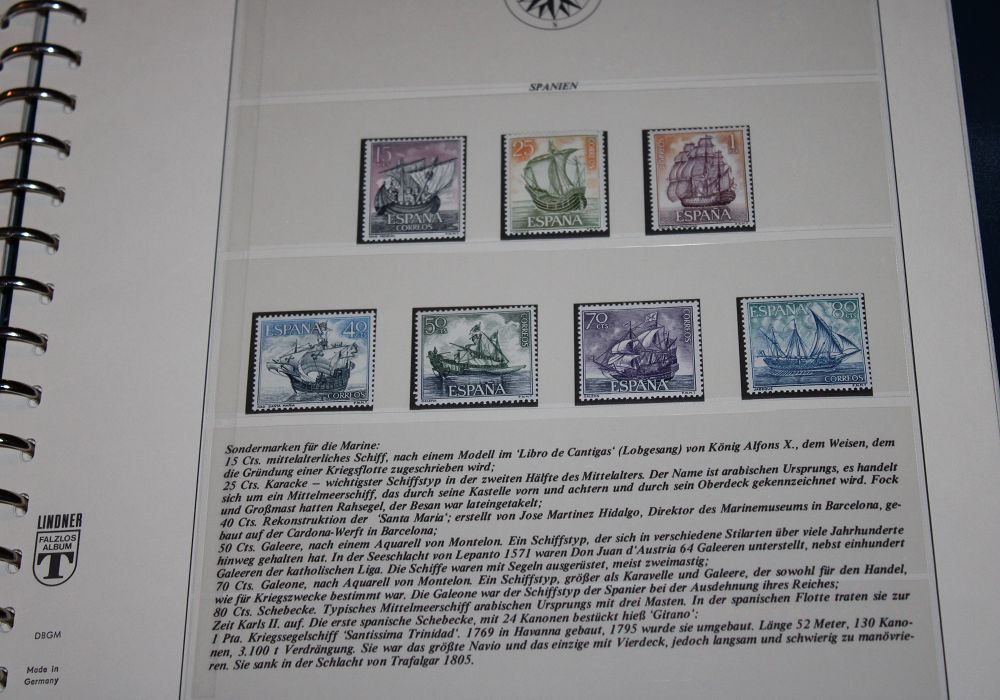 SPANIEN
15
ESPAÑA
CORREOS
25
CORREOS
ESPAÑA
1
CORREOS
ESPAÑA
ESPAÑA 40
CTS
CORREOS
50
CTS
CORREOS
ESPAÑA
70
CTS
CORREOS
ESPAÑA
ESPAÑA 80
CTS
CORREOS
Sondermarken für die Marine:
15 Cts. mittelalterliches Schiff, nach einem Modell im 'Libro de Cantigas' (Lobgesang) von König Alfons X., dem Weisen, dem
die Gründung einer Kriegsflotte zugeschrieben wird;
25 Cts. Karacke – wichtigster Schiffstyp in der zweiten Hälfte des Mittelalters. Der Name ist arabischen Ursprungs, es handelt
sich um ein Mittelmeerschiff, das durch seine Kastelle vorn und achtern und durch sein Oberdeck gekennzeichnet wird. Fock
und Großmast hatten Rahsegel, der Besan war lateingetakelt;
40 Cts. Rekonstruktion der 'Santa Maria'; erstellt von Jose Martinez Hidalgo, Direktor des Marinemuseums in Barcelona, ge-
baut auf der Cardona-Werft in Barcelona;
50 Cts. Galeere, nach einem Aquarell von Montelon. Ein Schiffstyp, der sich in verschiedene Stilarten über viel Jahrhunderte
hinweg gehalten hat. In der Seeschlacht von Lepanto 1571 waren Don Juan d'Austria 64 Galeeren unterstellt, nebst einhundert
Galeeren der katholischen Liga. Die Schiffe waren mit Segeln ausgerüstet, meist zweimastig;
70 Cts. Galeone, nach Aquarell von Montelon. Ein Schiffstyp, größer als Karavelle und Galeere, der sowohl für den Handel,
wie für Kriegszwecke bestimmt war. Die Galeone war der Schiffstyp der Spanier bei der Ausdehnung ihres Reiches;
80 Cts. Schebecke. Typisches Mittelmeerschiff arabischen Ursprungs mit drei Masten. In der spanischen Flotte traten sie zur
Zeit Karls II. auf. Die erste spanische Schebecke, mit 24 Kanonen bestückt hieß 'Gitano';
1 Pta. Kriegssegelschiff 'Santissima Trinidad'. 1769 in Havanna gebaut, 1795 wurde sie umgebaut. Länge 52 Meter, 130 Kano-
nen, 3.100 t Verdrängung. Sie war das größte Navio und das einzige mit Vierdeck, jedoch langsam und schwierig zu manövrie-
ren. Sie sank in der Schlacht von Trafalgar 1805.
LINDNER
FALZLOS
ALBUM
T
DBGM
Made in
Germany